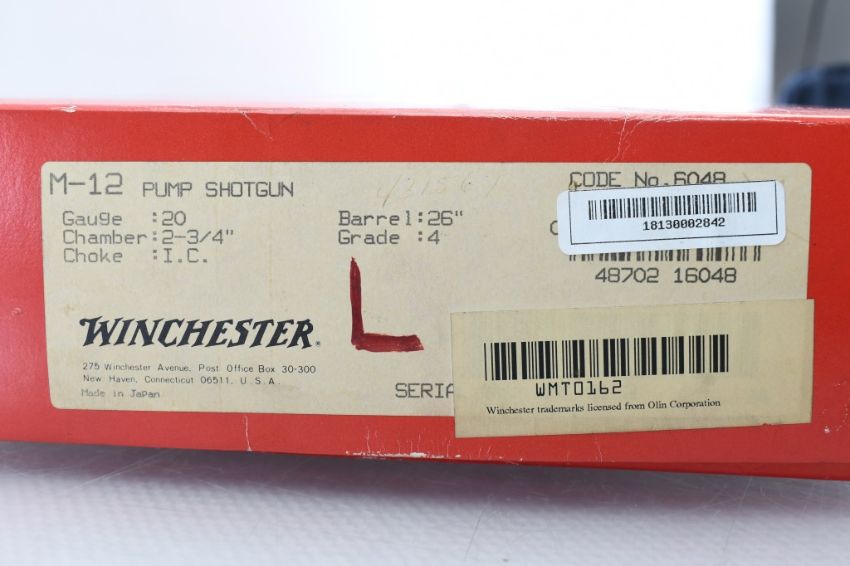 M-12 PUMP SHOTGUN
CODE No.6048
Gauge :20
Barrel:26"
Chamber:2-3/4"
Grade :4
Choke :I.C.
18130002842
48702 16048
L
WINCHESTER®
275 Winchester Avenue, Post Office Box 30-300
New Haven, Connecticut 06511, U.S.A.
Made in Japan
SERIA
WMT0162
Winchester trademarks licensed from Olin Corporation